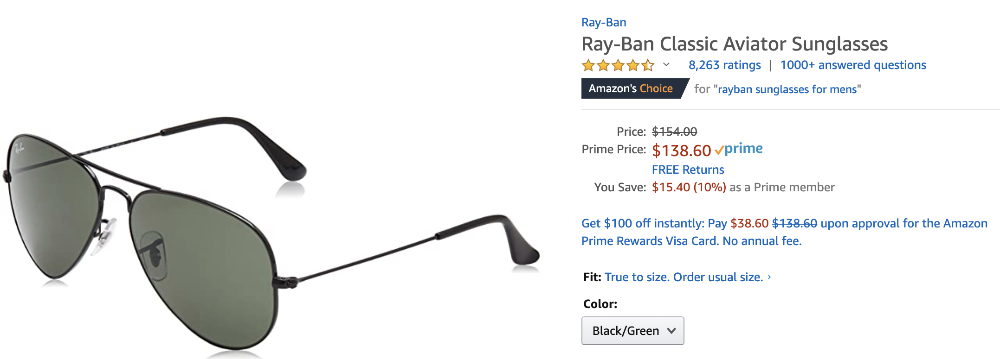 Ray-Ban
Ray-Ban Classic Aviator Sunglasses
8,263 ratings | 1000+ answered questions
Amazon's Choice for "rayban sunglasses for mens"
Price: $154.00
Prime Price: $138.60 prime
FREE Returns
You Save: $15.40 (10%) as a Prime member
Get $100 off instantly: Pay $38.60 $138.60 upon approval for the Amazon
Prime Rewards Visa Card. No annual fee.
Fit: True to size. Order usual size. ›
Color:
Black/Green
Ray-Ban